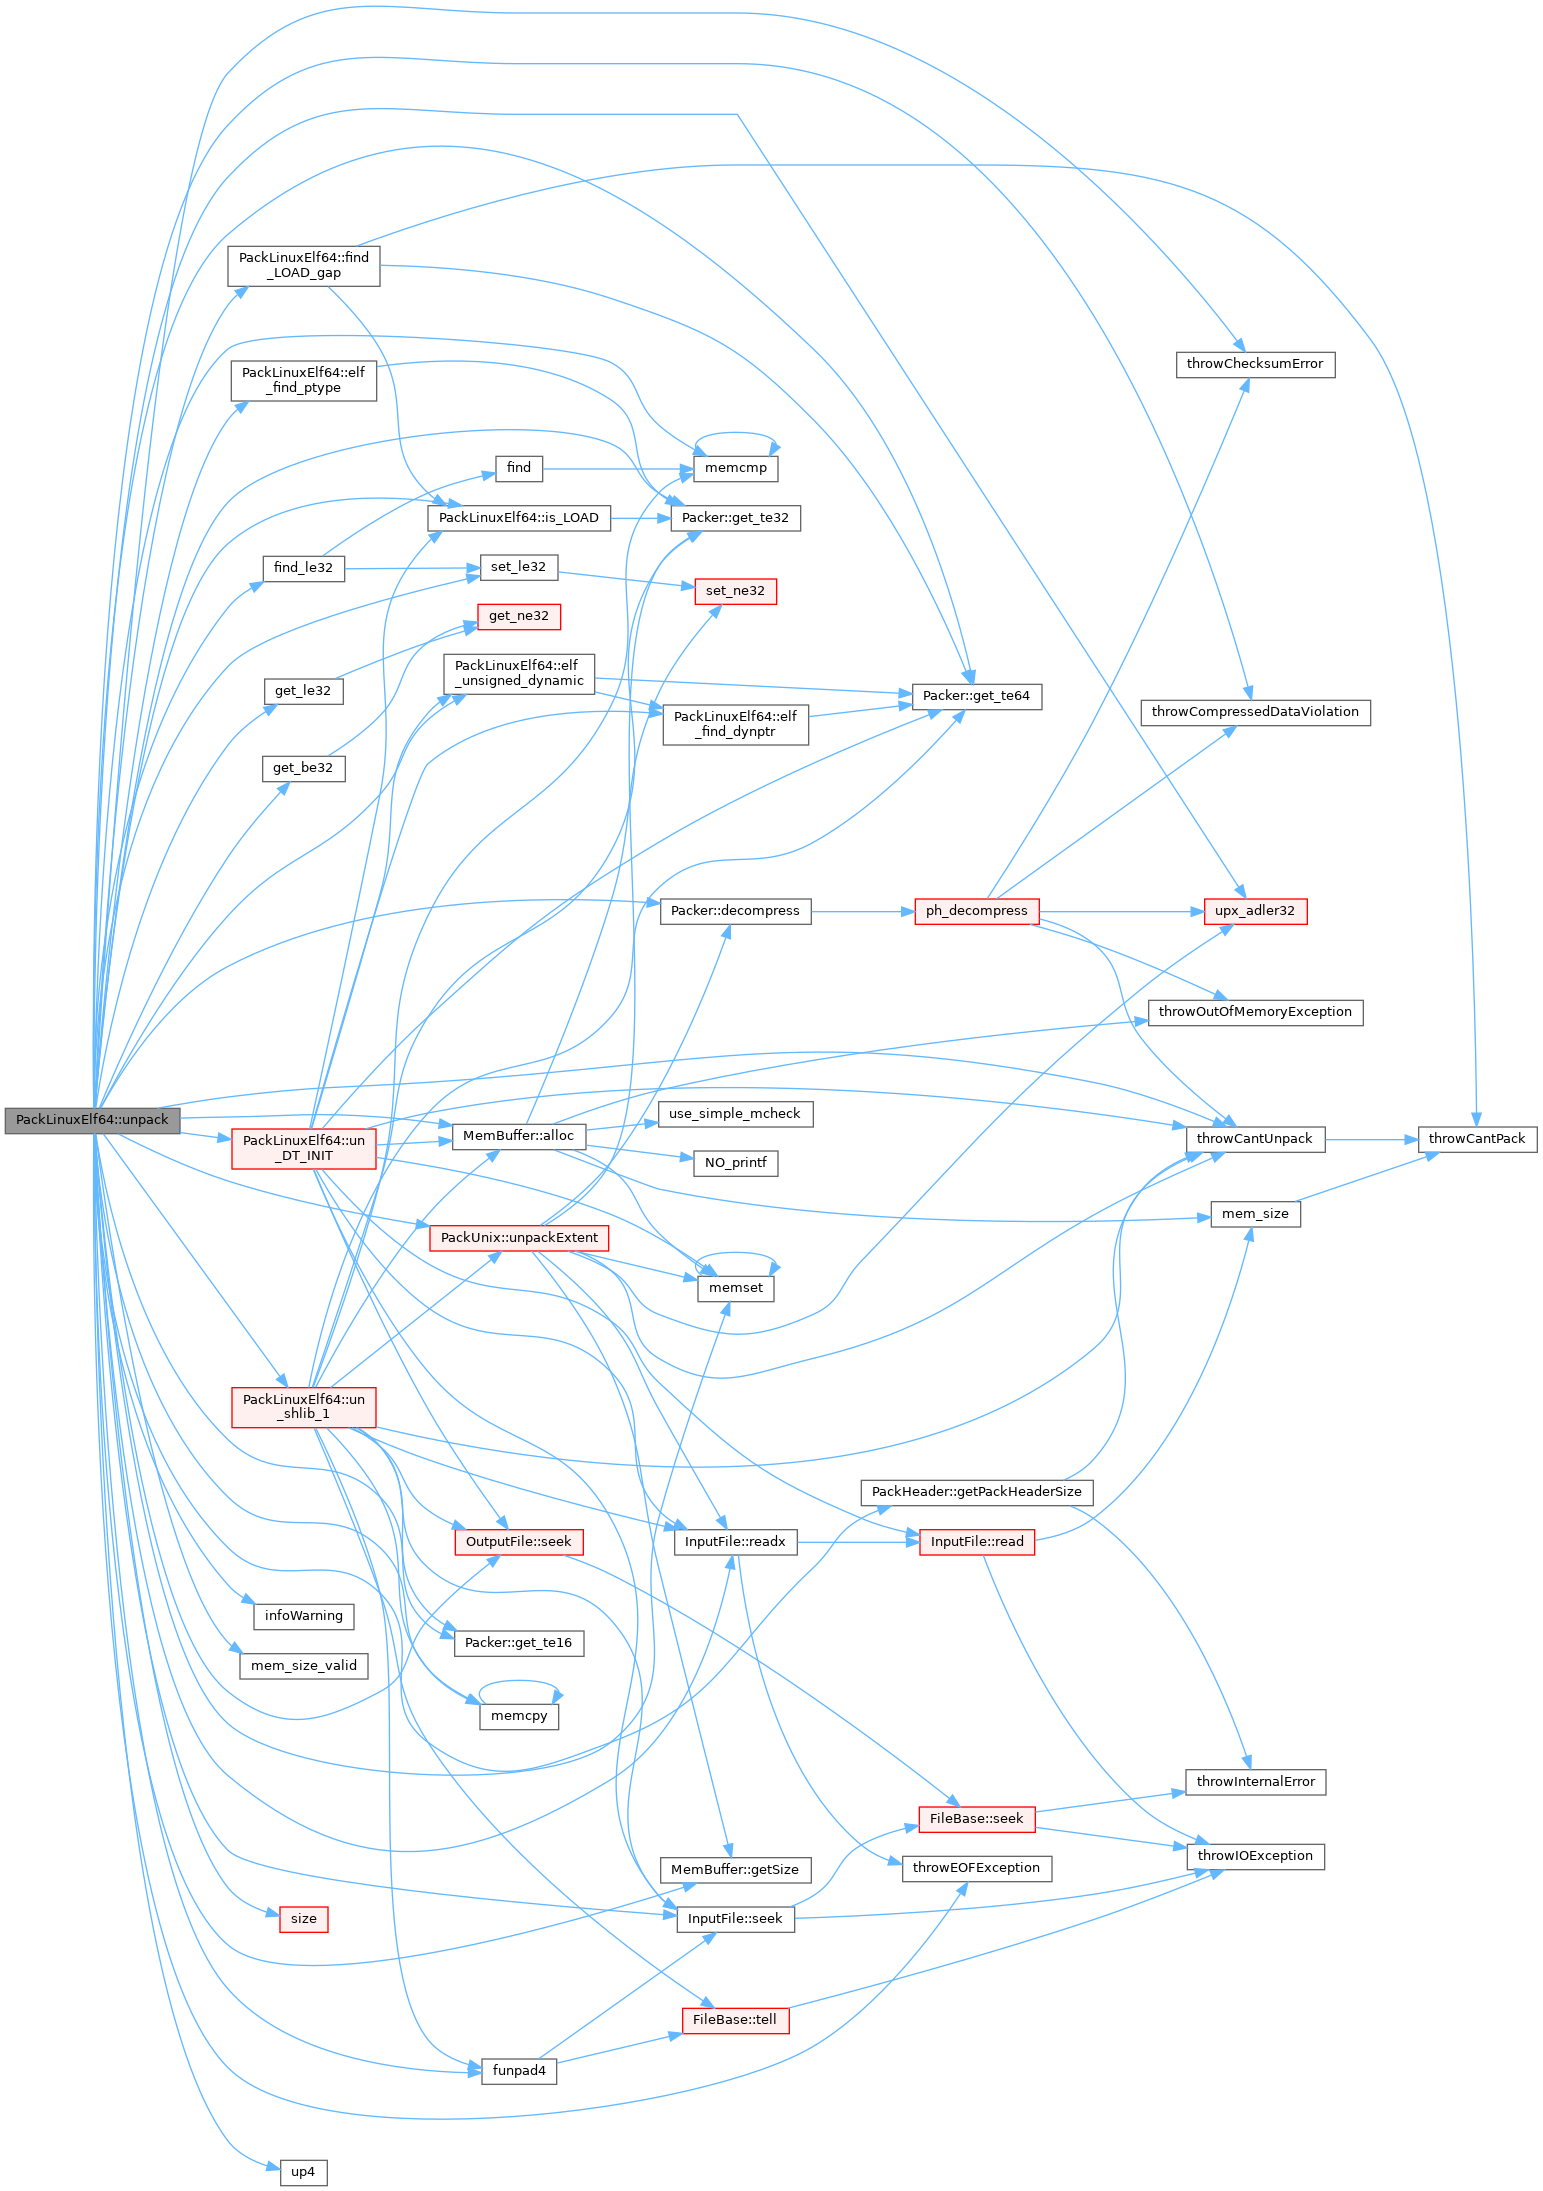 PackLinuxElf64::unpack
PackLinuxElf64::find
_LOAD_gap
PackLinuxElf64::elf
_find_ptype
find_le32
get_le32
get_be32
PackLinuxElf64::un
_DT_INIT
PackLinuxElf64::un
_shlib_1
infoWarning
mem_size_valid
size
up4
find
PackLinuxElf64::is_LOAD
set_le32
get_ne32
PackLinuxElf64::elf
_unsigned_dynamic
MemBuffer::alloc
PackUnix::unpackExtent
OutputFile::seek
Packer::get_te16
memcpy
funpad4
memcmp
Packer::get_te32
set_ne32
PackLinuxElf64::elf
_find_dynptr
Packer::decompress
use_simple_mcheck
NO_printf
memset
InputFile::readx
MemBuffer::getSize
InputFile::seek
FileBase::tell
Packer::get_te64
ph_decompress
PackHeader::getPackHeaderSize
InputFile::read
FileBase::seek
throwEOFException
throwChecksumError
throwCompressedDataViolation
upx_adler32
throwOutOfMemoryException
throwCantUnpack
mem_size
throwInternalError
throwIOException
throwCantPack